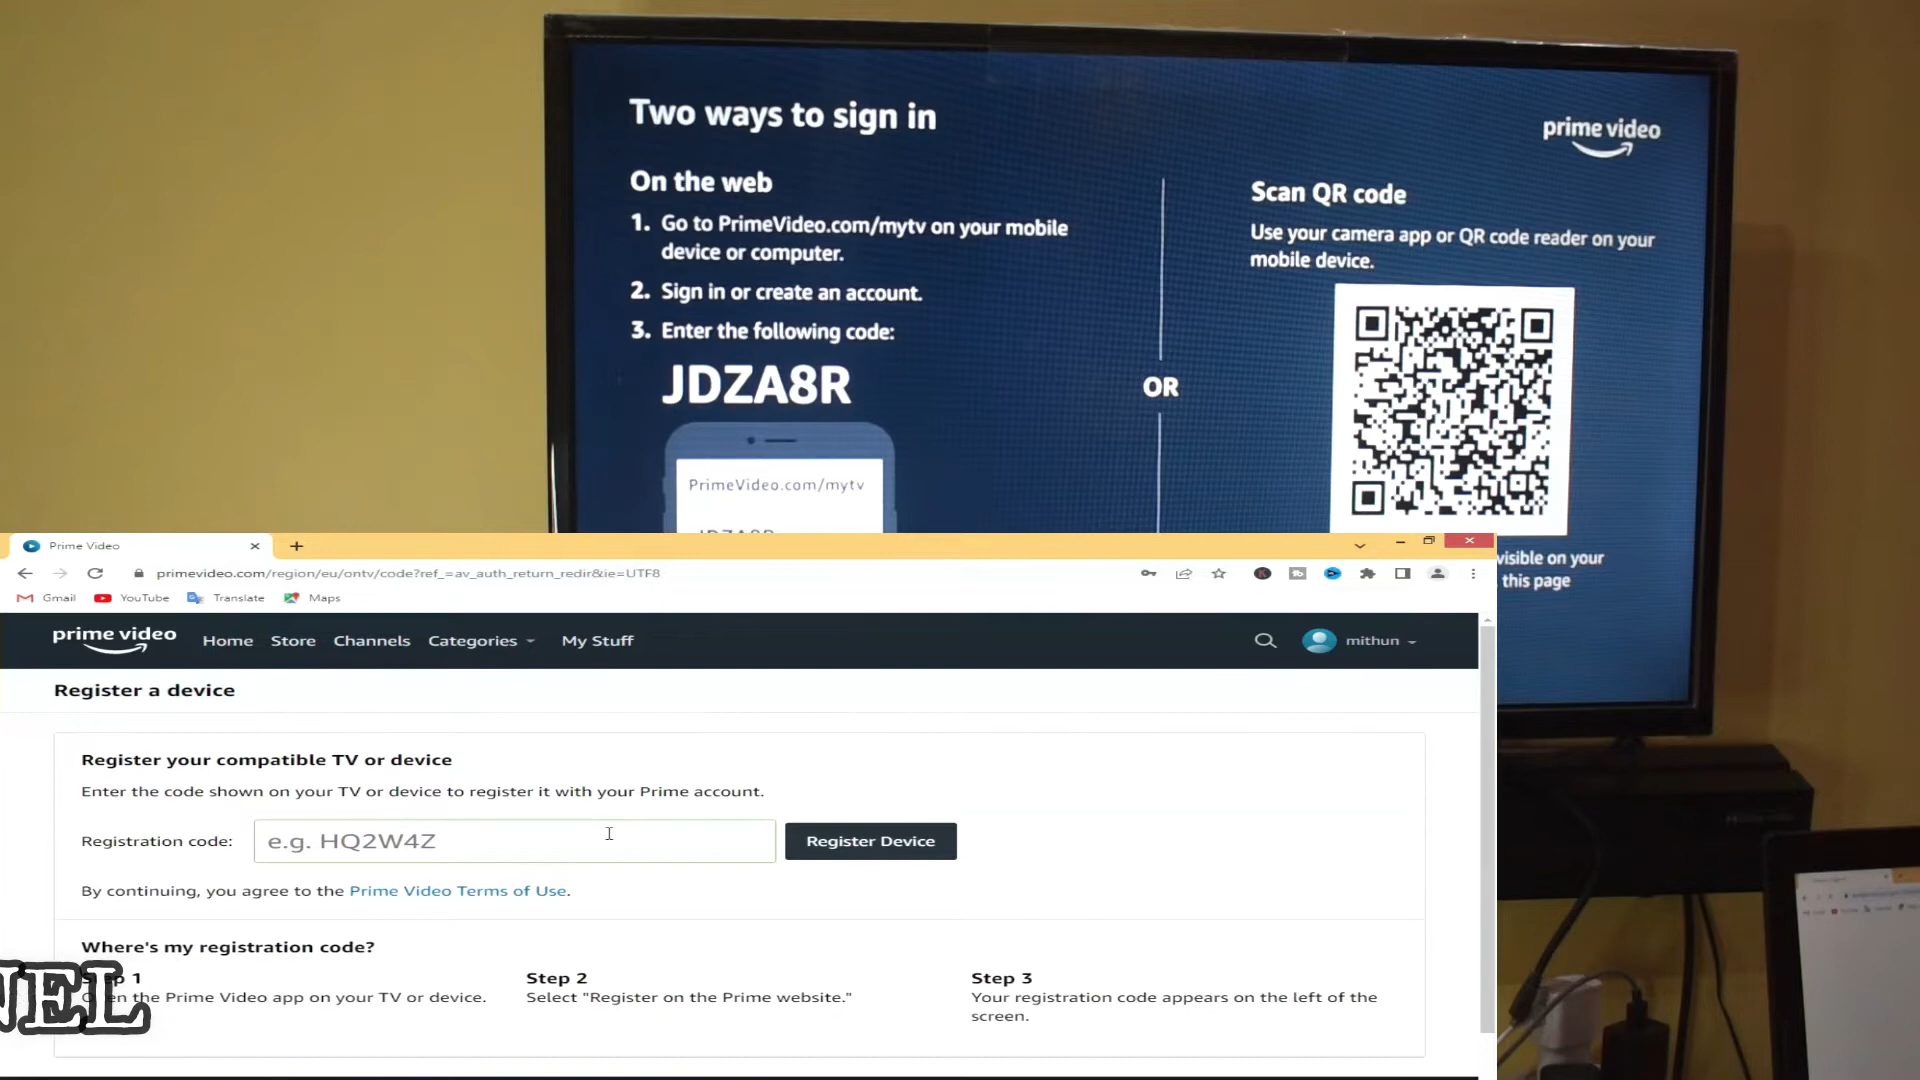 Two ways to sign in
prime video
On the web
1. Go to PrimeVideo.com/mytv on your mobile
device or computer.
2. Sign in or create an account.
3. Enter the following code:
JDZA8R
PrimeVideo.com/mytv
OR
Scan QR code
Use your camera app or QR code reader on your
mobile device.
visible on your
this page
Prime Video
primevideo.com/region/eu/ontv/code?ref_=av_auth_return_redir&ie=UTF8
Gmail YouTube Translate Maps
prime video Home Store Channels Categories My Stuff mithun
Register a device
Register your compatible TV or device
Enter the code shown on your TV or device to register it with your Prime account.
Registration code: e.g. HQ2W4Z Register Device
By continuing, you agree to the Prime Video Terms of Use.
Where's my registration code?
Step 1
Open the Prime Video app on your TV or device.
Step 2
Select "Register on the Prime website."
Step 3
Your registration code appears on the left of the
screen.
NEL